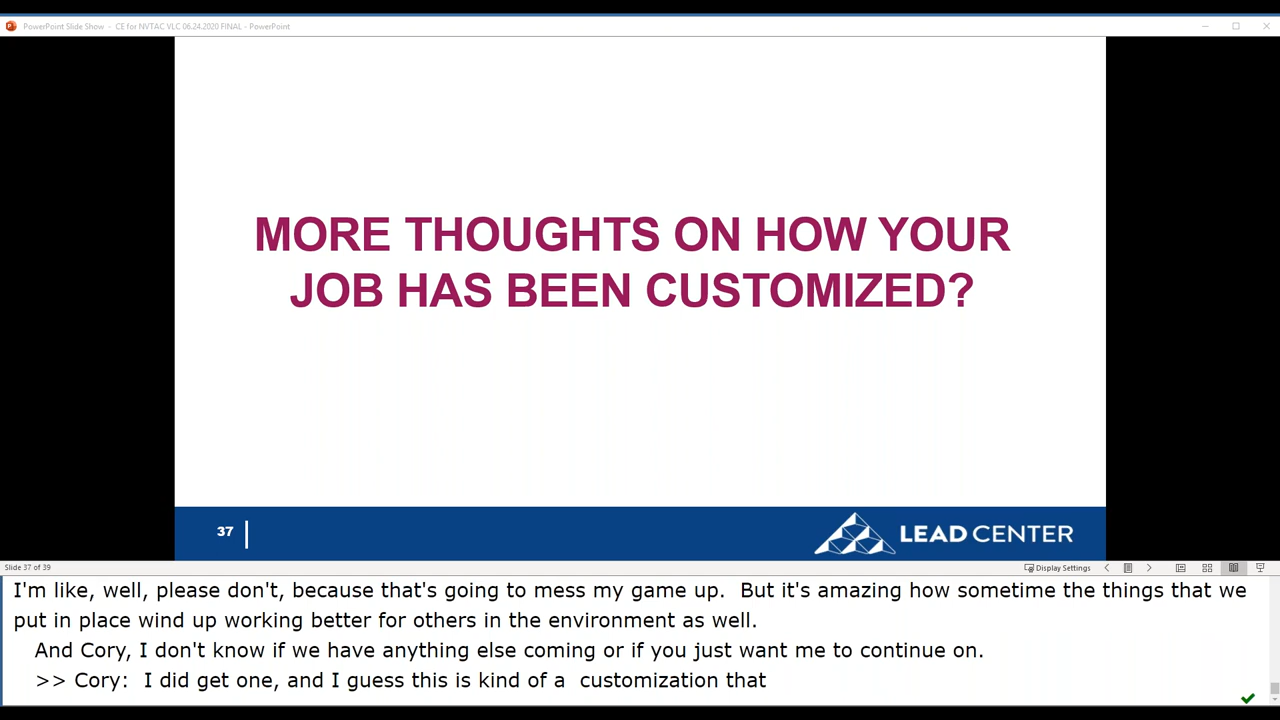 PowerPoint Slide Show - CE for NVTAC VLC 06.24.2020 FINAL - PowerPoint
MORE THOUGHTS ON HOW YOUR
JOB HAS BEEN CUSTOMIZED?
37
LEAD CENTER
Slide 37 of 39
Display Settings
I'm like, well, please don't, because that's going to mess my game up.  But it's amazing how sometime the things that we
put in place wind up working better for others in the environment as well.
And Cory, I don't know if we have anything else coming or if you just want me to continue on.
>> Cory:  I did get one, and I guess this is kind of a  customization that